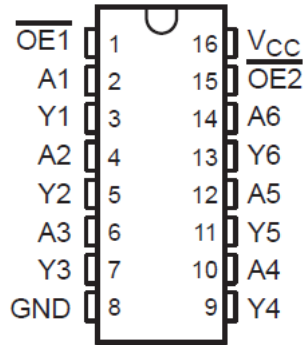 OE1 1 16 VCC
A1 2 15 OE2
Y1 3 14 A6
A2 4 13 Y6
Y2 5 12 A5
A3 6 11 Y5
Y3 7 10 A4
GND 8 9 Y4